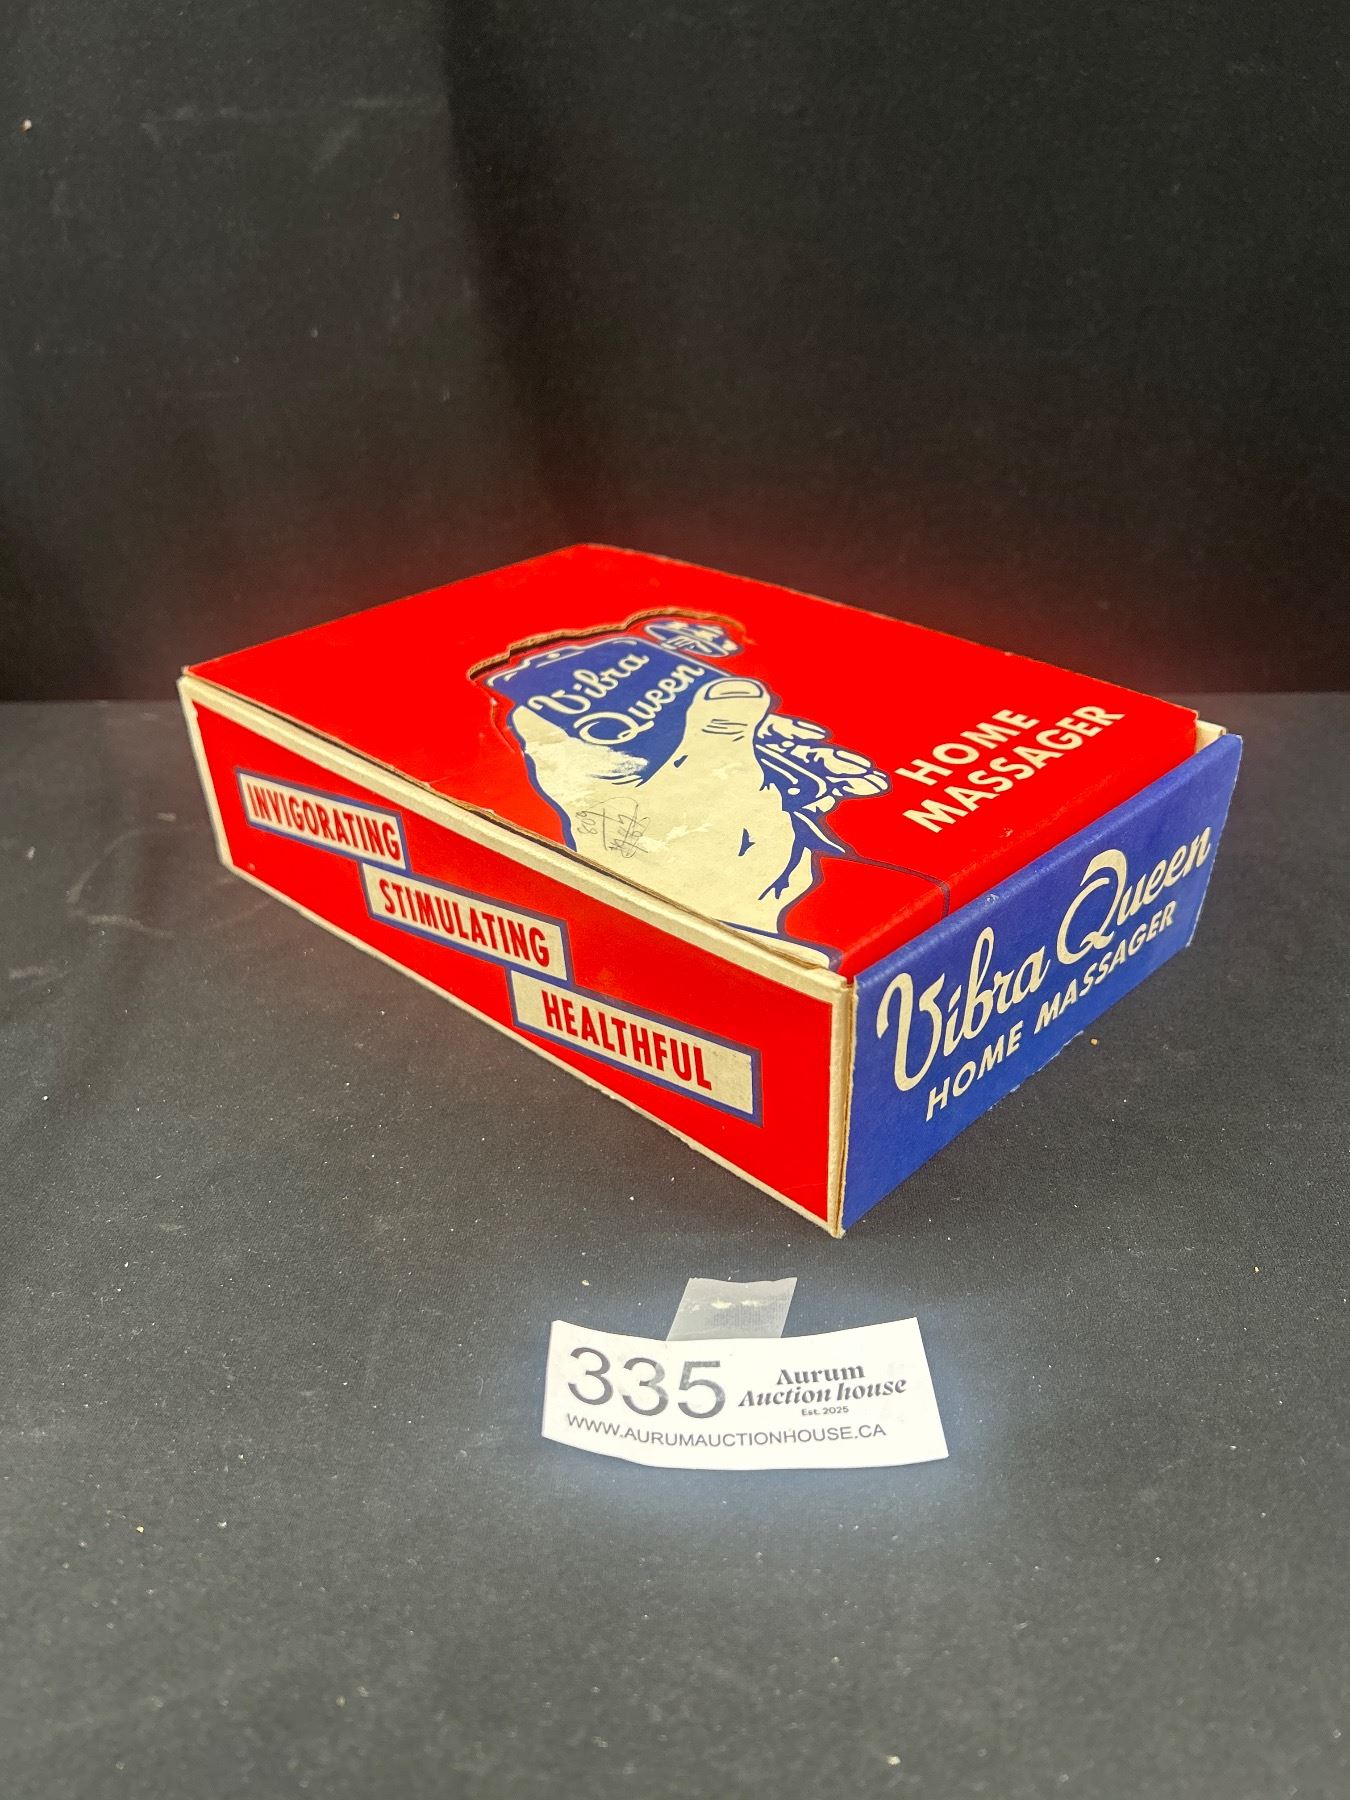 Vibra
Queen
HOME
MASSAGER
INVIGORATING
STIMULATING
HEALTHFUL
Vibra Queen
HOME MASSAGER
335
Aurum
Auction house
Est. 2025
WWW.AURUMAUCTIONHOUSE.CA